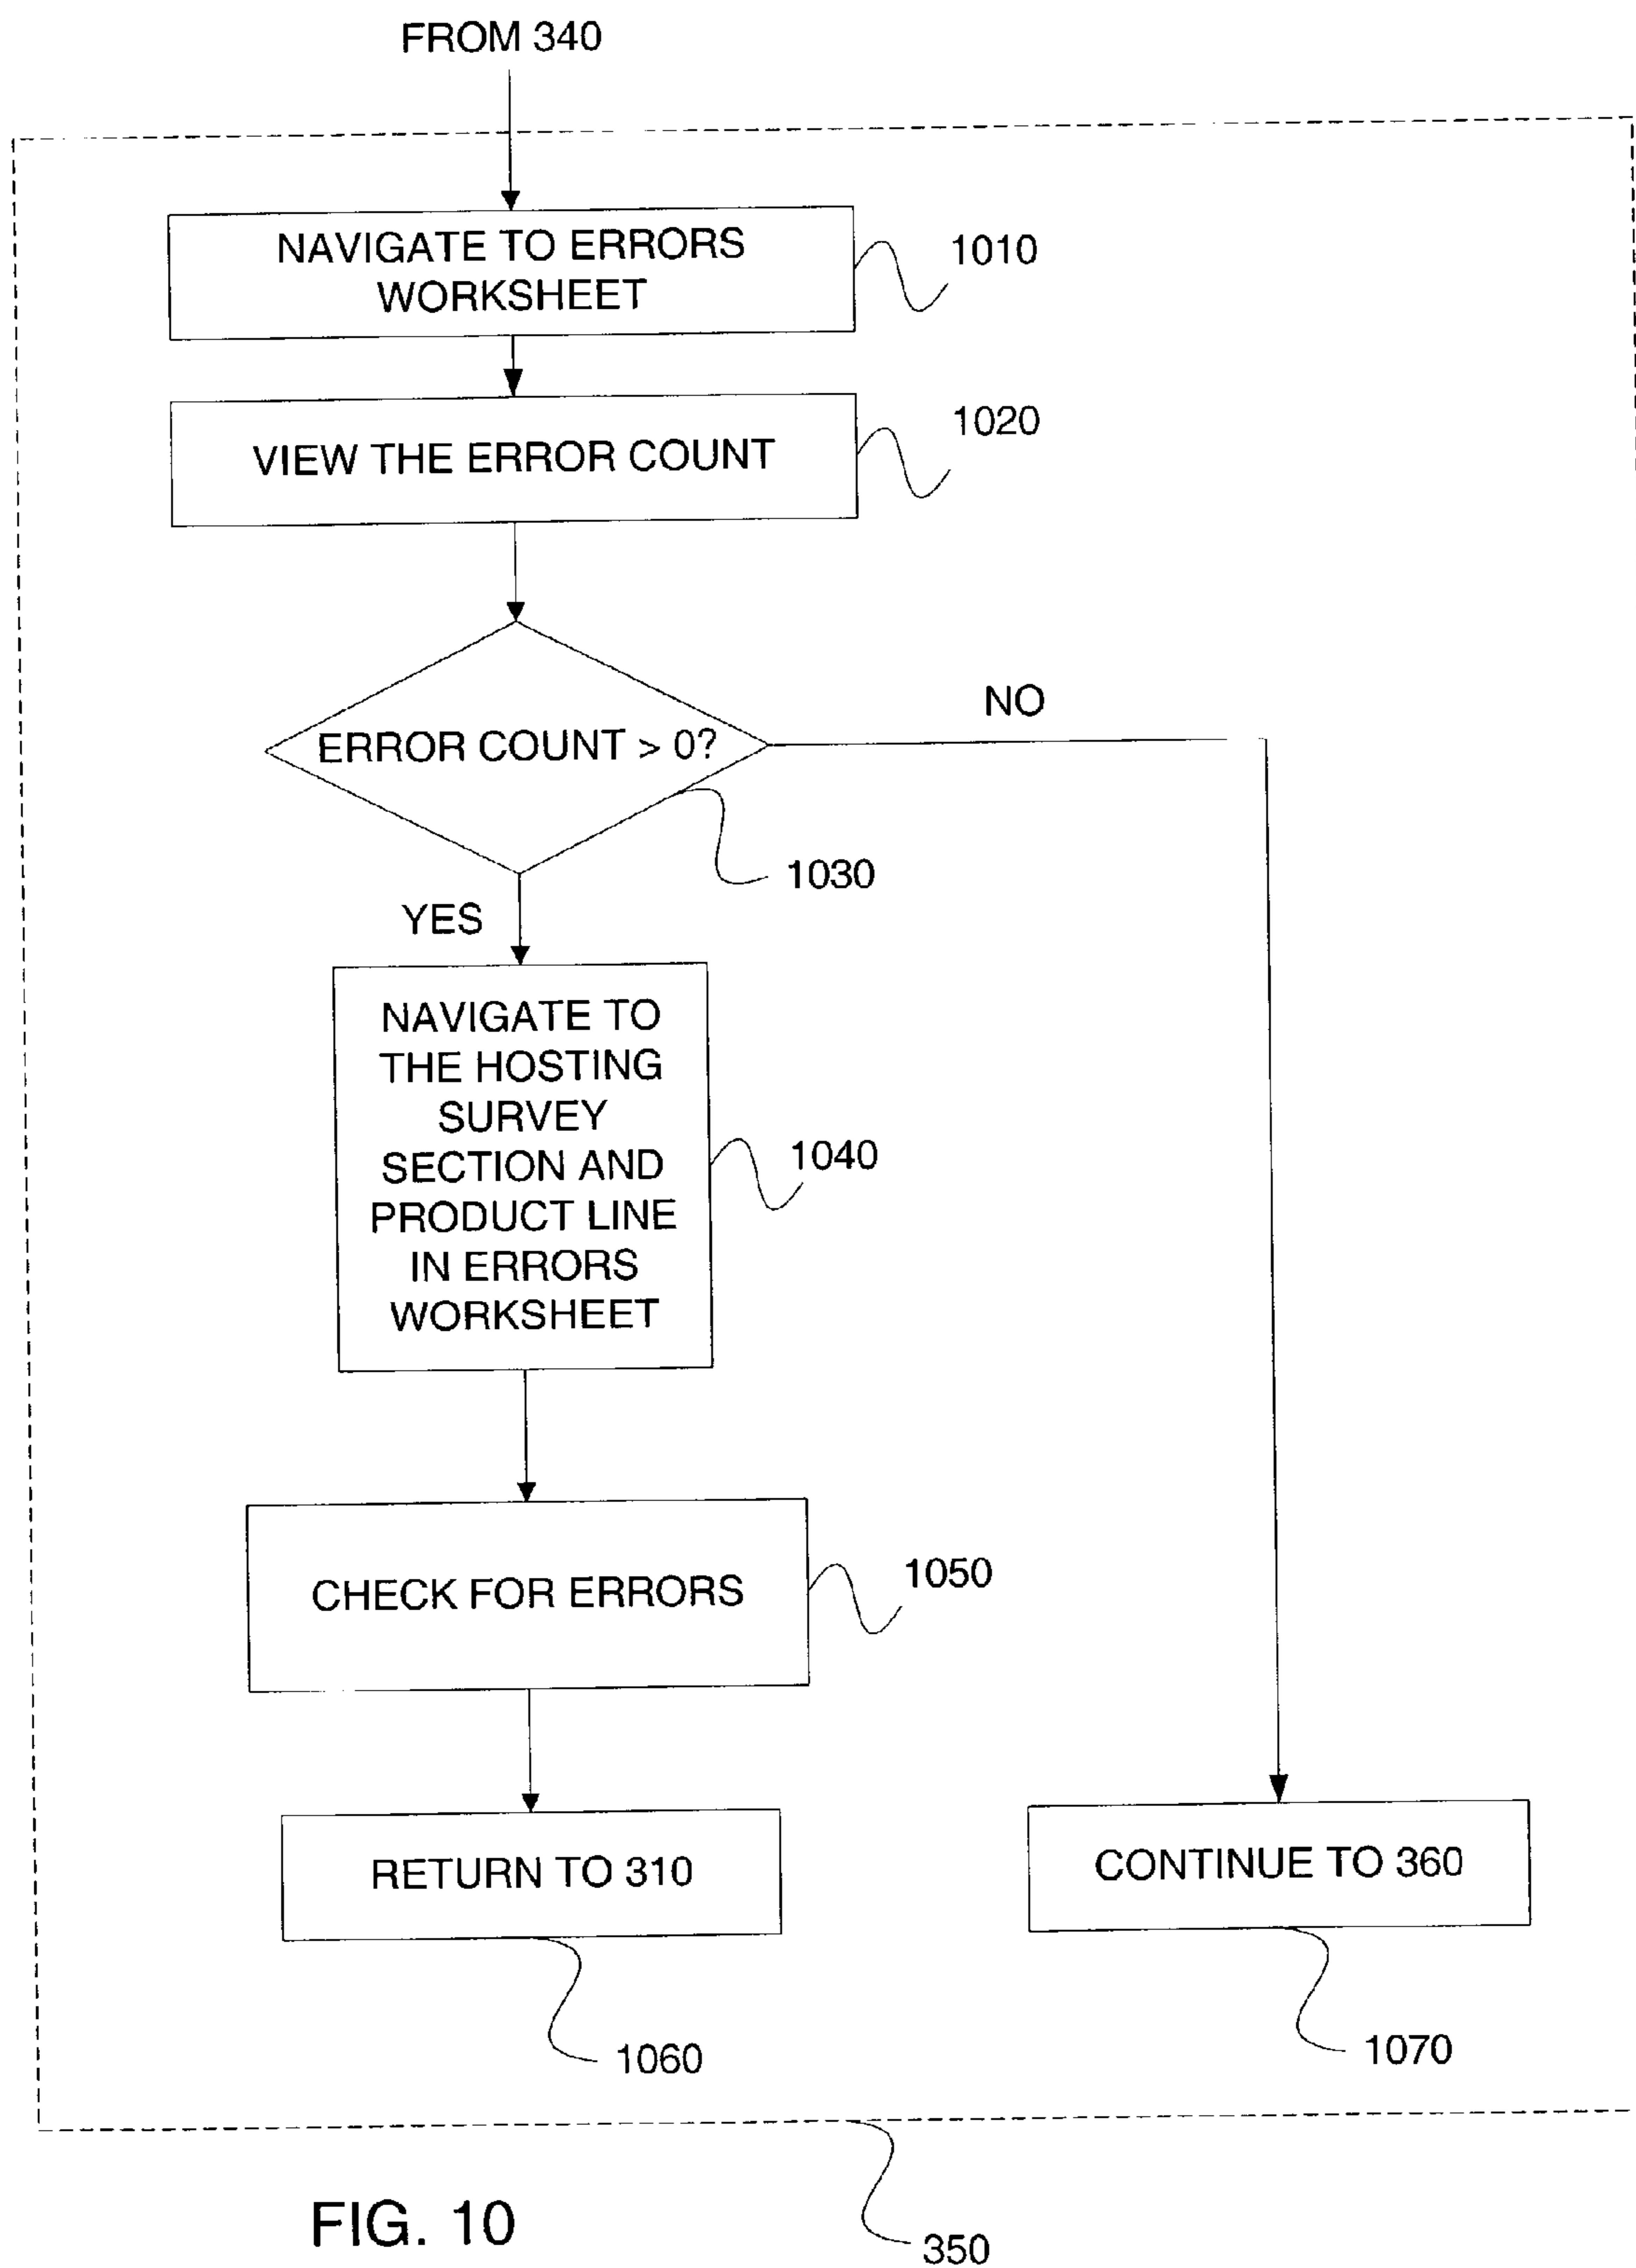 FROM 340
NAVIGATE TO ERRORS
WORKSHEET
1010
VIEW THE ERROR COUNT
1020
ERROR COUNT > 0?
NO
1030
YES
NAVIGATE TO
THE HOSTING
SURVEY
SECTION AND
PRODUCT LINE
IN ERRORS
WORKSHEET
1040
CHECK FOR ERRORS
1050
RETURN TO 310
CONTINUE TO 360
1060
1070
FIG. 10
350